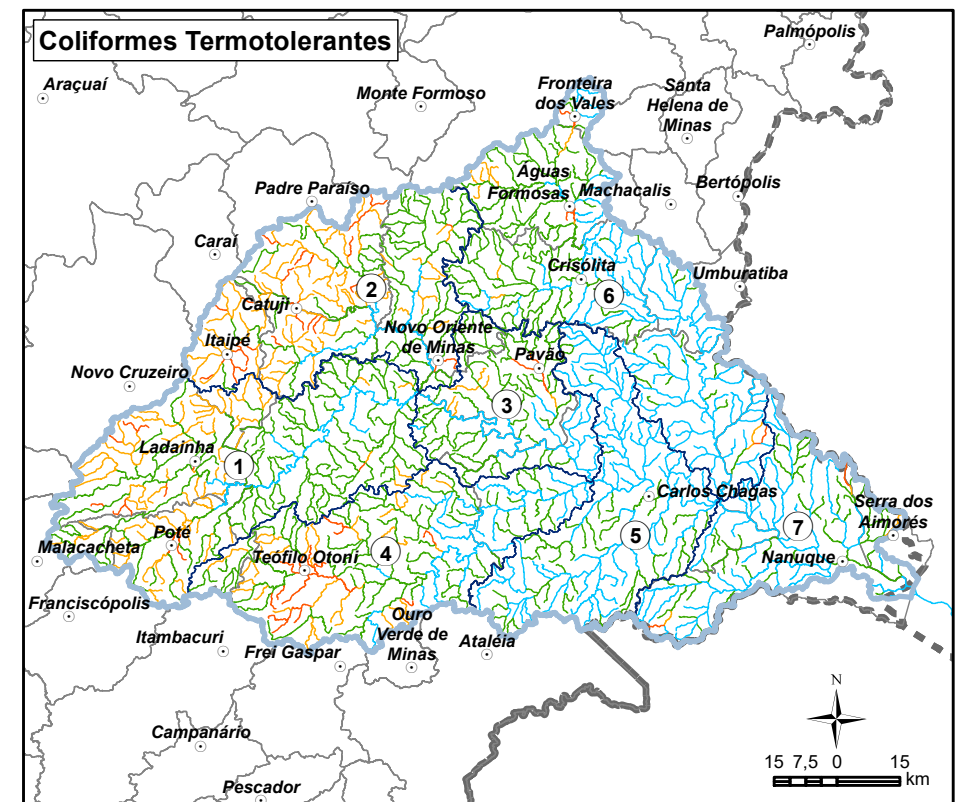 Coliformes Termotolerantes
Palmópolis
Araçuaí
Monte Formoso
Fronteira
dos Vales
Santa
Helena de
Minas
Padre Paraíso
Águas
Formosas
Machacalis
Bertópolis
Caraí
Crisólita
Umburatiba
2
6
Catuji
Itaipé
Novo Oriente
de Minas
Pavão
Novo Cruzeiro
3
Ladainha
1
Carlos Chagas
Serra dos
Aimorés
Malacacheta
Poté
Teófilo Otoni
4
5
7
Nanuque
Franciscópolis
Itambacuri
Frei Gaspar
Ouro
Verde de
Minas
Ataléia
Campanário
Pescador
N
15 7,5 0 15
km